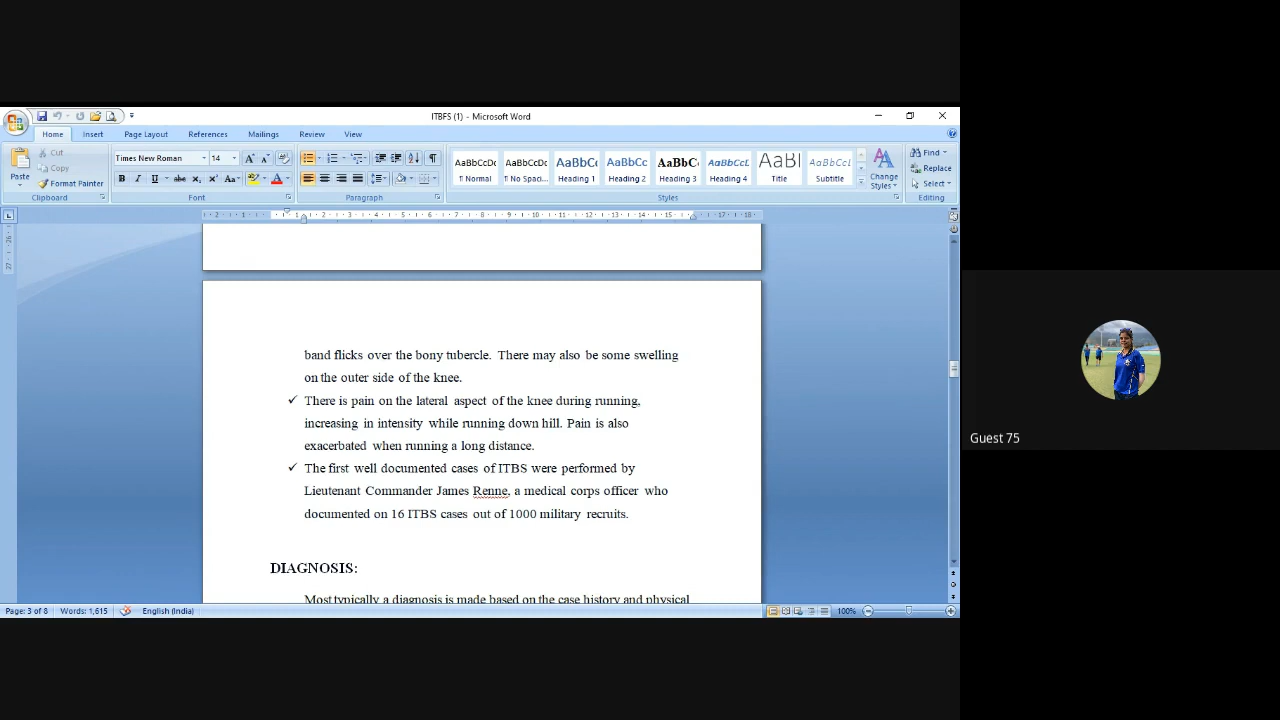 ITBFS (1) - Microsoft Word
Home Insert Page Layout References Mailings Review View
Paste
Cut
Copy
Format Painter
Clipboard
Times New Roman 14
Font
Paragraph
AaBbCcDc AaBbCcDc AaBbC AaBbCc AaBbC AaBbCcL AaBl AaBbCcL
¶ Normal ¶ No Spaci... Heading 1 Heading 2 Heading 3 Heading 4 Title Subtitle
Change Styles
Styles
Find
Replace
Select
Editing
band flicks over the bony tubercle. There may also be some swelling
on the outer side of the knee.
✓ There is pain on the lateral aspect of the knee during running,
increasing in intensity while running down hill. Pain is also
exacerbated when running a long distance.
✓ The first well documented cases of ITBS were performed by
Lieutenant Commander James Renne, a medical corps officer who
documented on 16 ITBS cases out of 1000 military recruits.
DIAGNOSIS:
Most typically a diagnosis is made based on the case history and physical
Page: 3 of 8 Words: 1,615 English (India) 100%
Guest 75